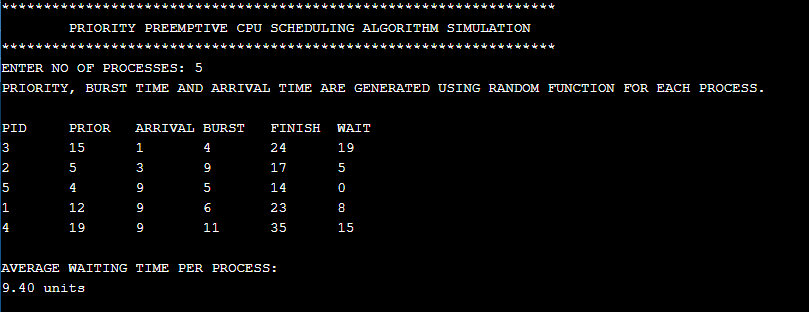 ******************************************************************
PRIORITY PREEMPTIVE CPU SCHEDULING ALGORITHM SIMULATION
******************************************************************
ENTER NO OF PROCESSES: 5
PRIORITY, BURST TIME AND ARRIVAL TIME ARE GENERATED USING RANDOM FUNCTION FOR EACH PROCESS.
PID PRIOR ARRIVAL BURST FINISH WAIT
3 15 1 4 24 19
2 5 3 9 17 5
5 4 9 5 14 0
1 12 9 6 23 8
4 19 9 11 35 15
AVERAGE WAITING TIME PER PROCESS:
9.40 units